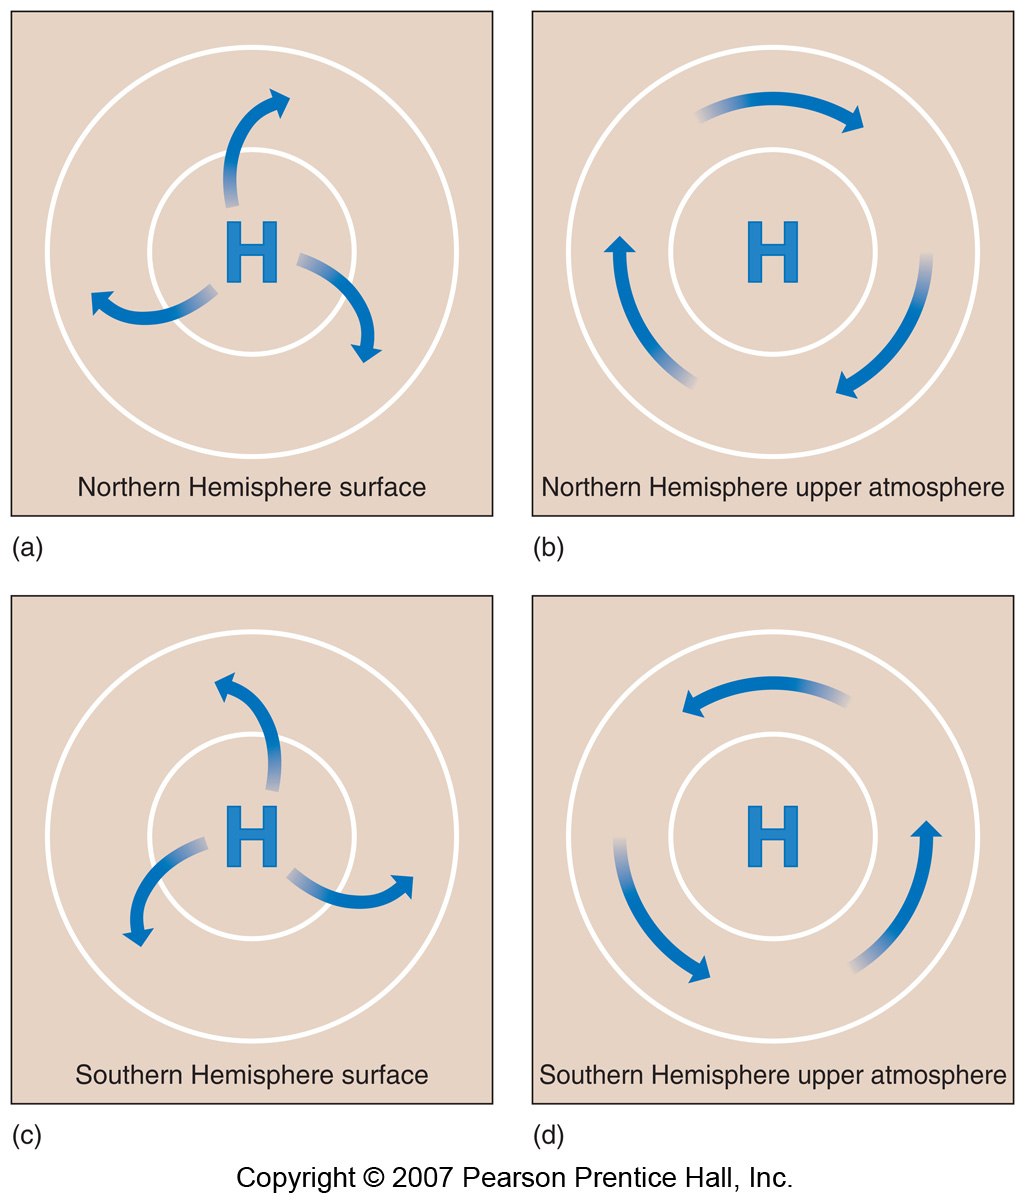 H
Northern Hemisphere surface
(a)
H
Northern Hemisphere upper atmosphere
(b)
H
Southern Hemisphere surface
(c)
H
Southern Hemisphere upper atmosphere
(d)
Copyright © 2007 Pearson Prentice Hall, Inc.